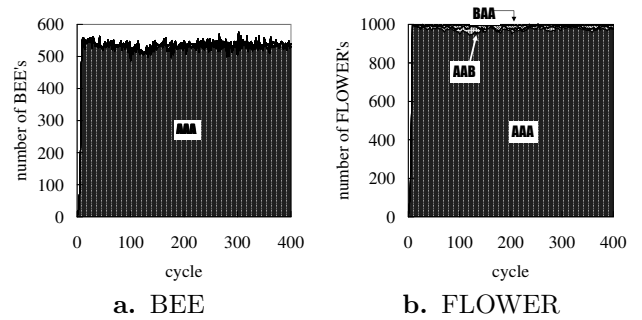 number of BEE's
600
500
400
300
200
100
0
AAA
0 100 200 300 400
cycle
a. BEE
number of FLOWER's
1000
800
600
400
200
0
BAA
AAB
AAA
0 100 200 300 400
cycle
b. FLOWER